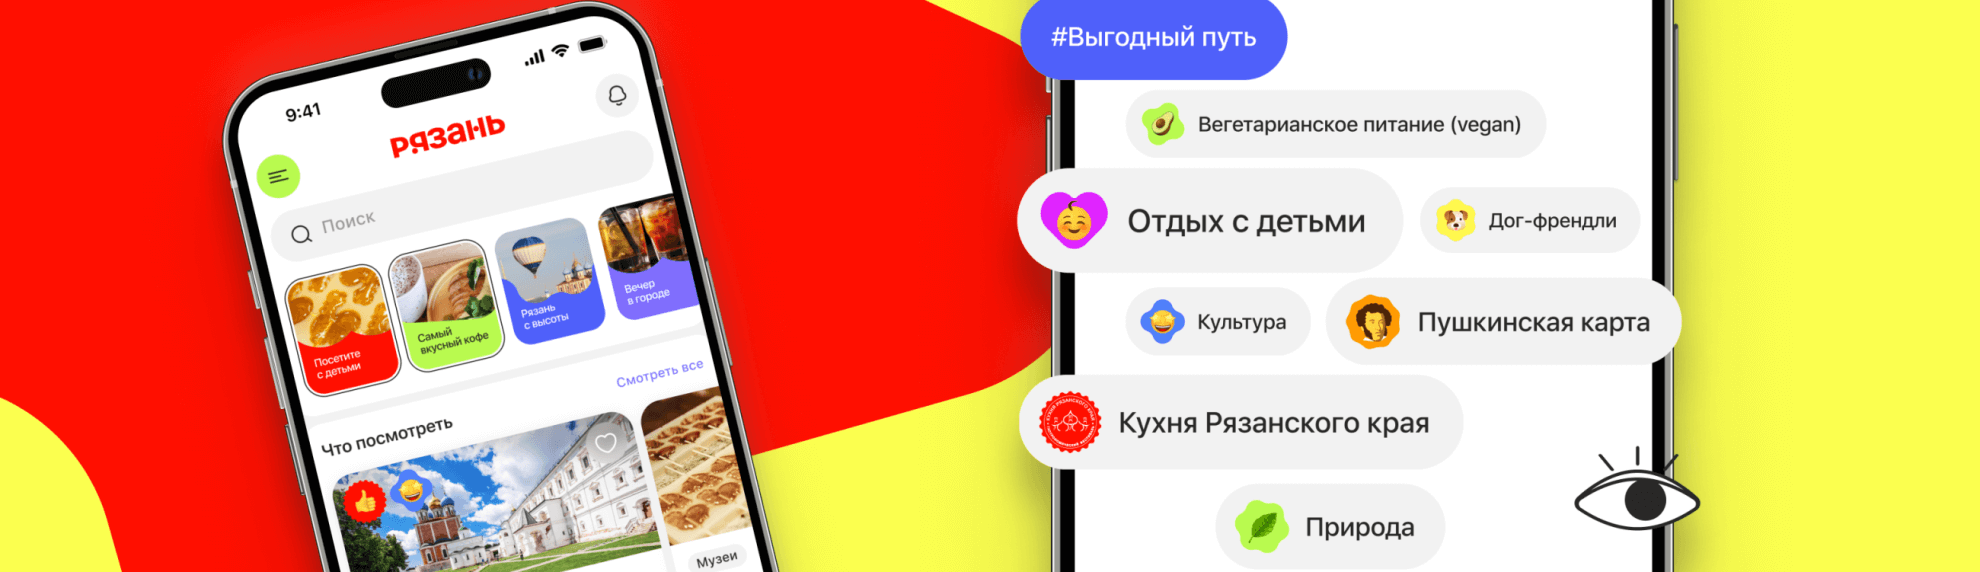 9:41
РЯЗАНЬ
Поиск
Посетите
с детьми
Самый
вкусный кофе
Рязань
с высоты
Вечер
в городе
Смотреть все
Что посмотреть
Музеи
#Выгодный путь
Вегетарианское питание (vegan)
Отдых с детьми
Дог-френдли
Культура
Пушкинская карта
Кухня Рязанского края
Природа